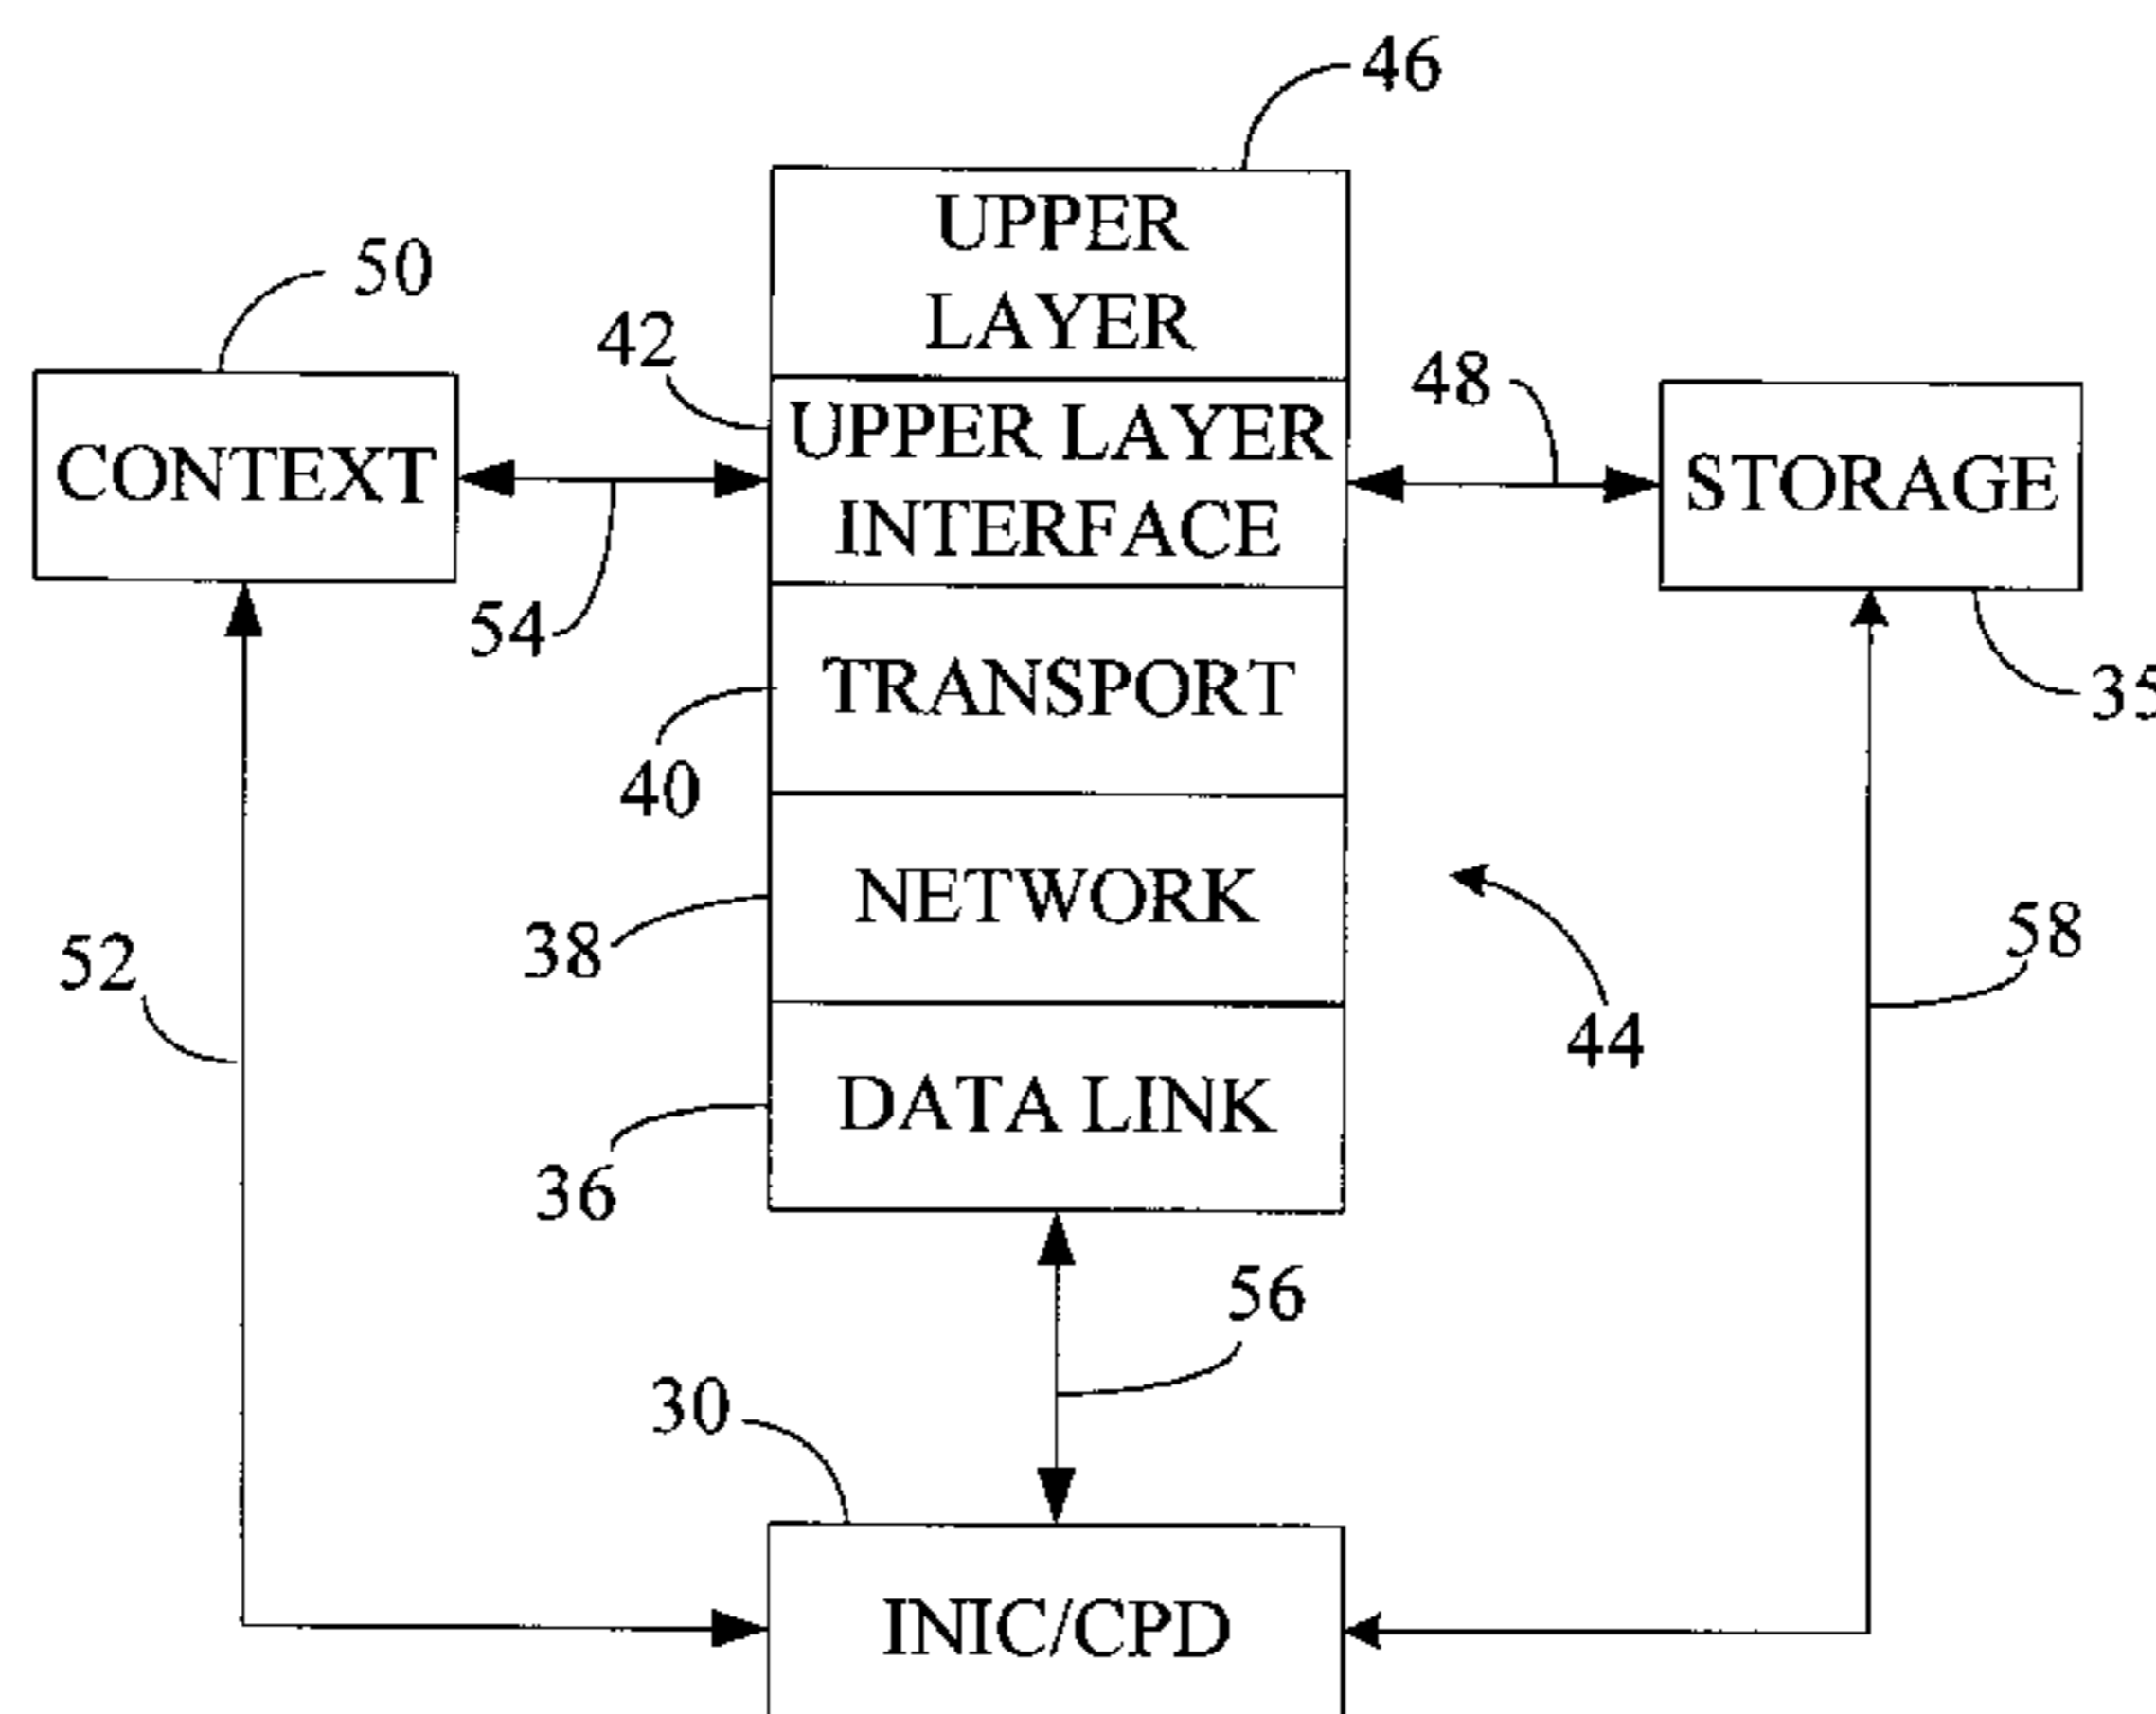 46
UPPER
LAYER
50
42
48
UPPER LAYER
INTERFACE
CONTEXT
STORAGE
54
TRANSPORT
35
40
NETWORK
38
52
58
44
DATA LINK
36
56
30
INIC/CPD